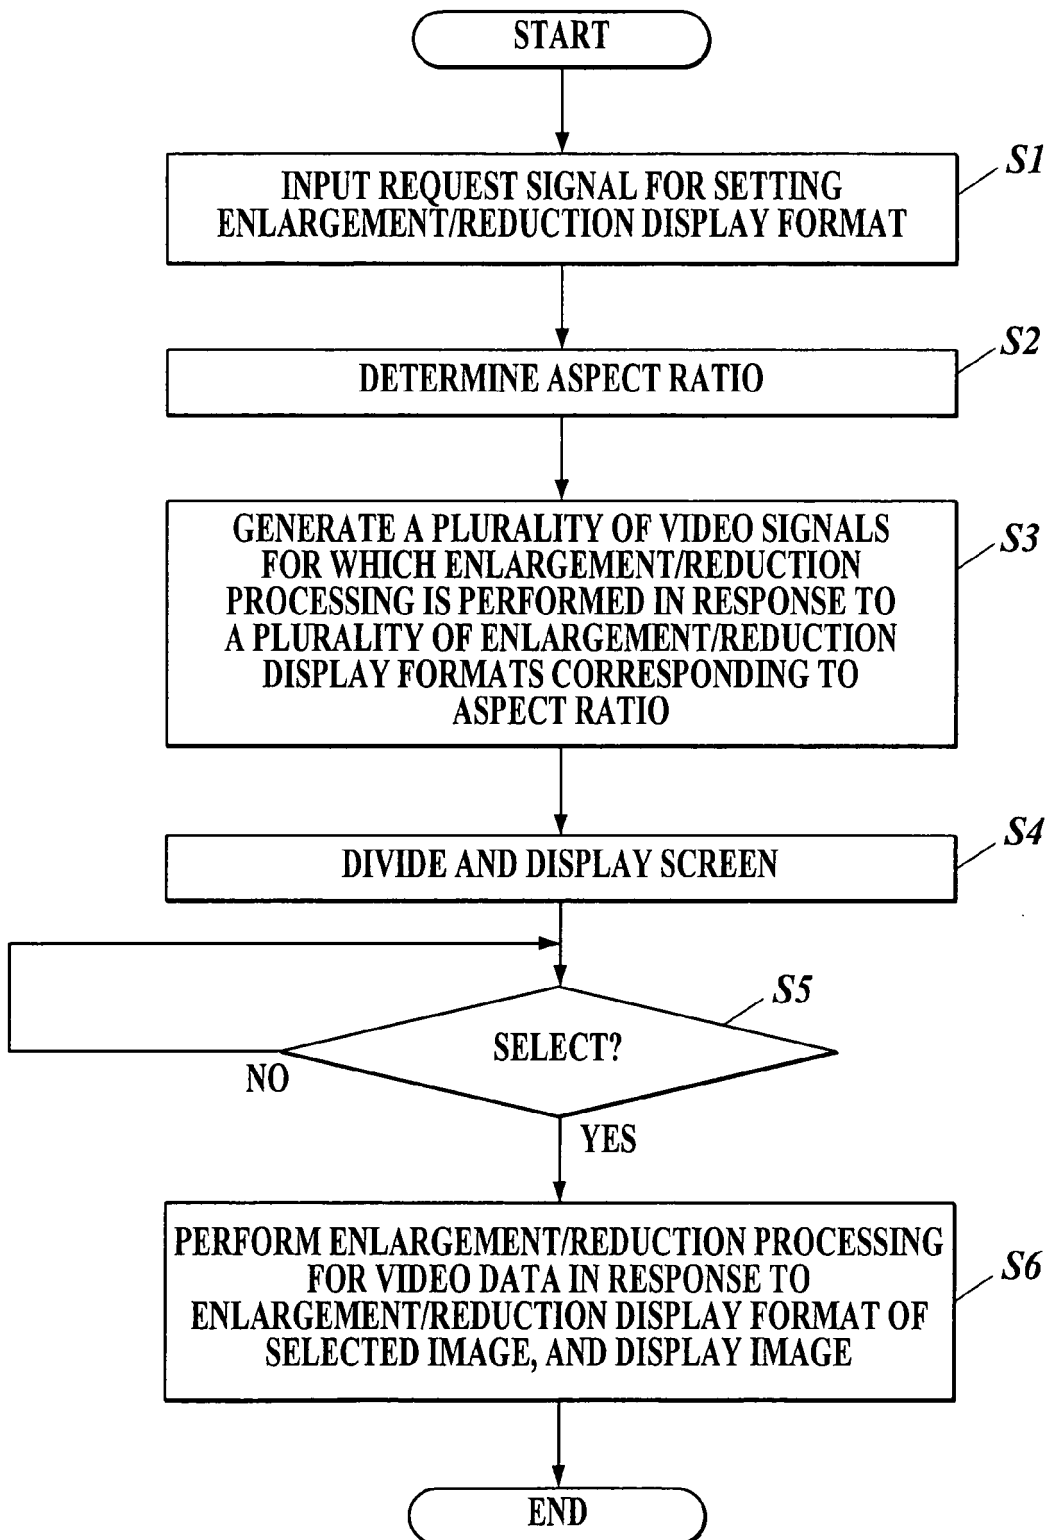 START
S1
INPUT REQUEST SIGNAL FOR SETTING
ENLARGEMENT/REDUCTION DISPLAY FORMAT
S2
DETERMINE ASPECT RATIO
S3
GENERATE A PLURALITY OF VIDEO SIGNALS
FOR WHICH ENLARGEMENT/REDUCTION
PROCESSING IS PERFORMED IN RESPONSE TO
A PLURALITY OF ENLARGEMENT/REDUCTION
DISPLAY FORMATS CORRESPONDING TO
ASPECT RATIO
S4
DIVIDE AND DISPLAY SCREEN
S5
SELECT?
NO
YES
PERFORM ENLARGEMENT/REDUCTION PROCESSING
FOR VIDEO DATA IN RESPONSE TO
ENLARGEMENT/REDUCTION DISPLAY FORMAT OF
SELECTED IMAGE, AND DISPLAY IMAGE
S6
END